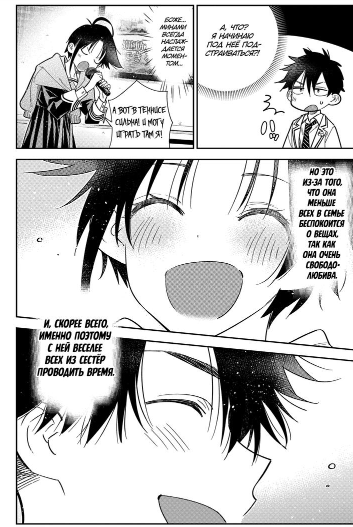 БОЖЕ...
МИНАМИ
ВСЕГДА
НАСЛАЖ-
ДАЕТСЯ
МОМЕН-
ТОМ...
А, ЧТО?
Я НАЧИНАЮ
ПОД НЕЁ ПОД-
СТРАИВАТЬСЯ?!
А ВОТ В ТЕННИСЕ
СИЛЬНА! И МОГУ
ИГРАТЬ ТАМ Я!
НО ЭТО
ИЗ-ЗА ТОГО,
ЧТО ОНА
МЕНЬШЕ
ВСЕХ В СЕМЬЕ
БЕСПОКОИТСЯ
О ВЕЩАХ,
ТАК КАК
ОНА ОЧЕНЬ
СВОБОДО-
ЛЮБИВА.
И, СКОРЕЕ ВСЕГО,
ИМЕННО ПОЭТОМУ
С НЕЙ ВЕСЕЛЕЕ
ВСЕХ ИЗ СЕСТЁР
ПРОВОДИТЬ ВРЕМЯ.